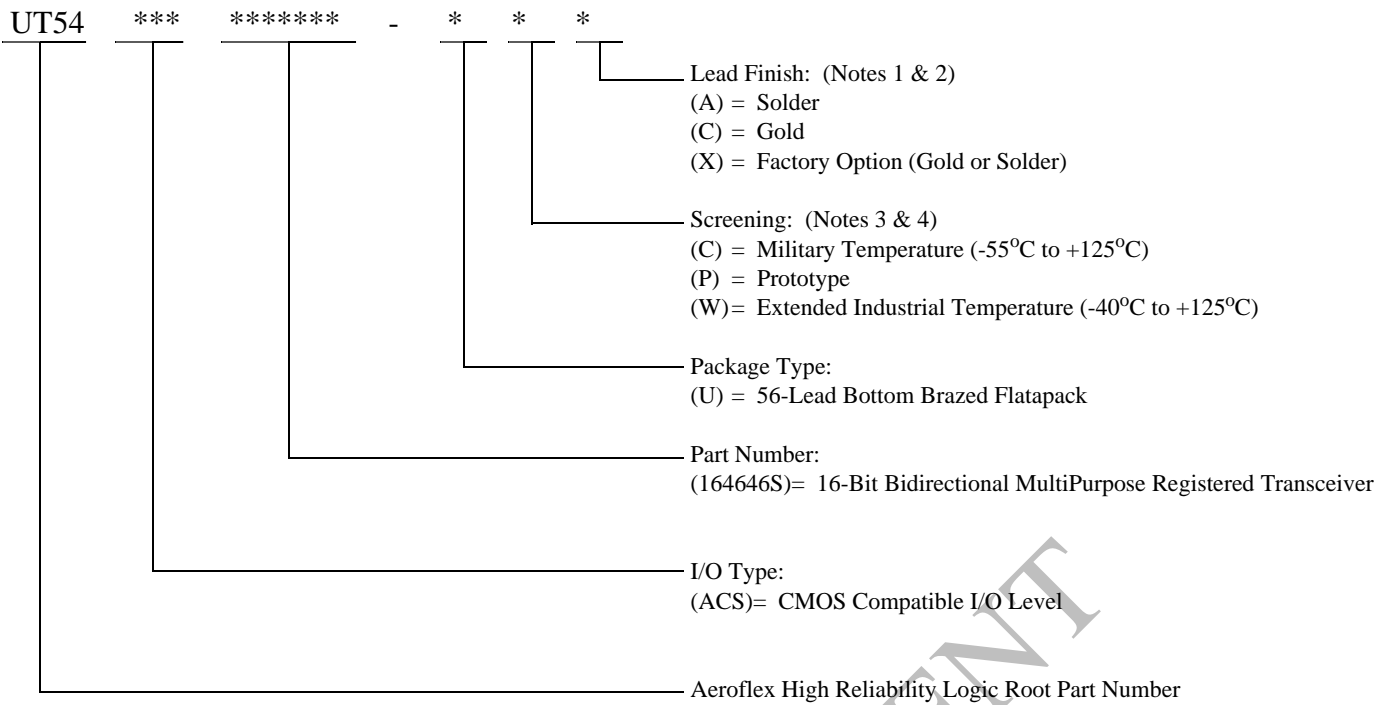 UT54 *** ******* - * * *
Lead Finish: (Notes 1 & 2)
(A) = Solder
(C) = Gold
(X) = Factory Option (Gold or Solder)
Screening: (Notes 3 & 4)
(C) = Military Temperature (-55°C to +125°C)
(P) = Prototype
(W)= Extended Industrial Temperature (-40°C to +125°C)
Package Type:
(U) = 56-Lead Bottom Brazed Flatapack
Part Number:
(164646S)= 16-Bit Bidirectional MultiPurpose Registered Transceiver
I/O Type:
(ACS)= CMOS Compatible I/O Level
Aeroflex High Reliability Logic Root Part Number